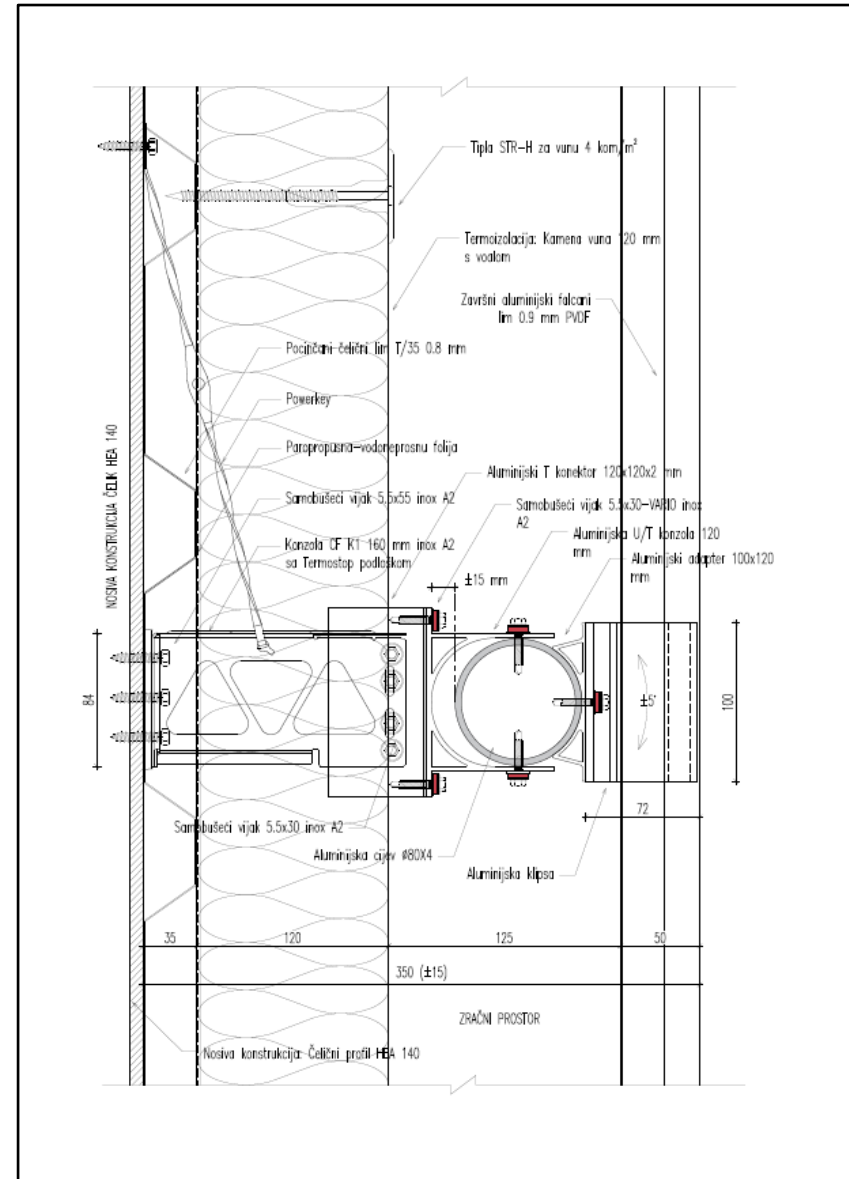 Tipla STR-H za vunu 4 kom/m²
Termoizolacija: Kamena vuna 120 mm
s voalom
Završni aluminijski falcani
lim 0.9 mm PVDF
Pocinčani čelični lim T/35 0.8 mm
Powerkey
Paropropusna-vodoneprosnu folija
NOSIVA KONSTRUKCIJA ČELIK HEA 140
Aluminijski T konektor 120x120x2 mm
Samobušeći vijak 5.5x55 inox A2
Samobušeći vijak 5.5x30-VARIO inox
A2
Aluminijska U/T konzola 120
mm
Konzola CF K1 160 mm inox A2
sa Termostop podloškom
Aluminijski adapter 100x120
mm
±15 mm
84
±5°
100
72
Samobušeći vijak 5.5x30 inox A2
Aluminijska cijev Ø80X4
Aluminijska klipsa
35
120
125
50
350 (±15)
ZRAČNI PROSTOR
Nosiva konstrukcija: Čelični profil HEA 140